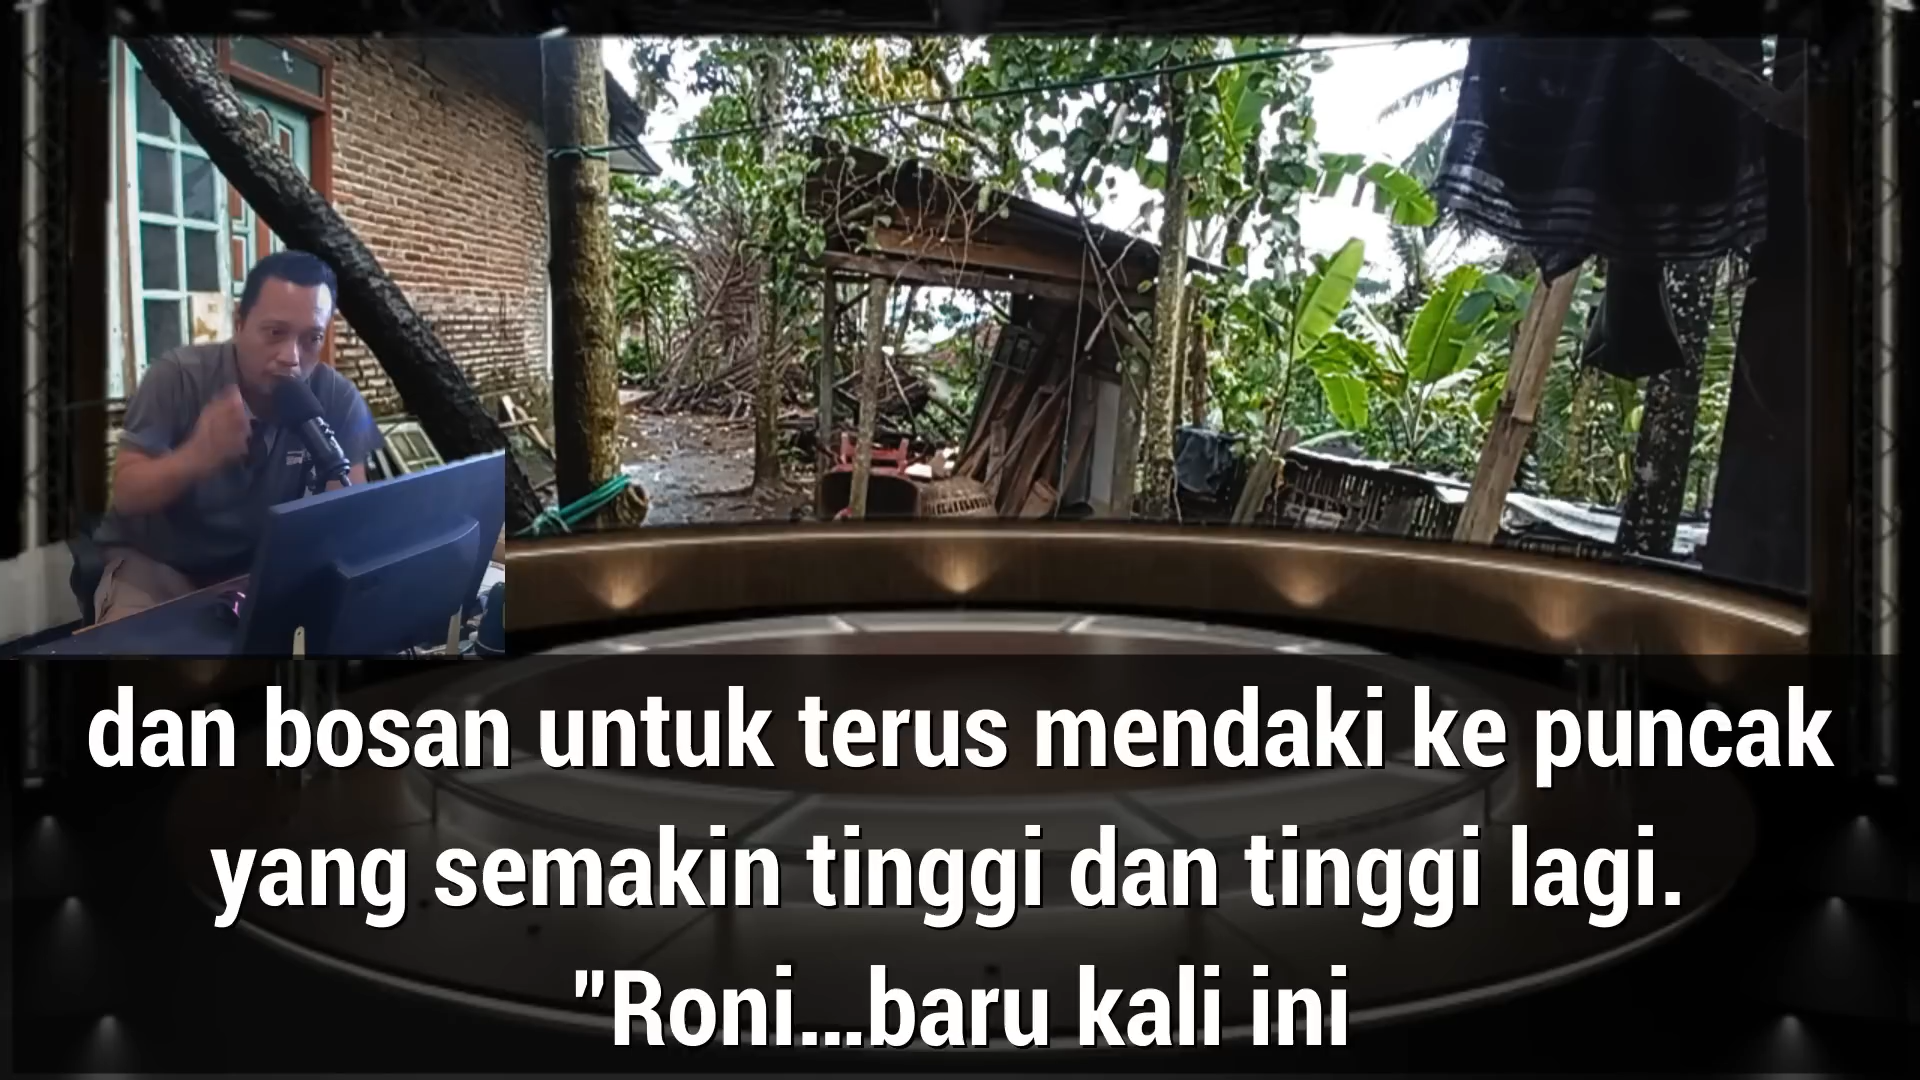 dan bosan untuk terus mendaki ke puncak
yang semakin tinggi dan tinggi lagi.
"Roni...baru kali ini